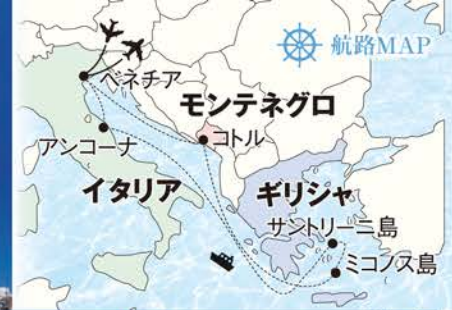 航路MAP
ベネチア
モンテネグロ
アンコーナ
コトル
イタリア
ギリシャ
サントリーニ島
ミコノス島